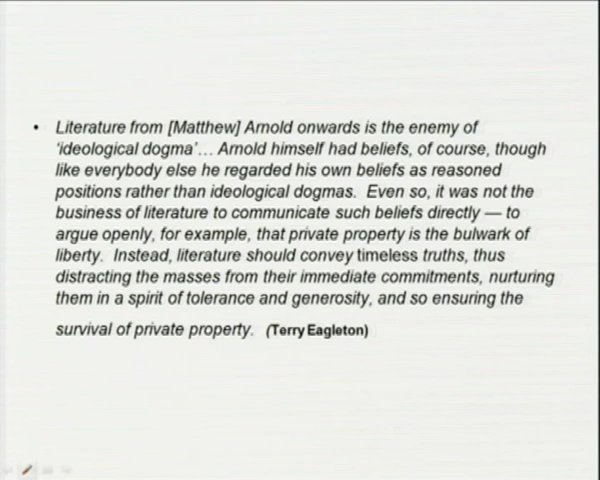 • Literature from [Matthew] Arnold onwards is the enemy of
‘ideological dogma’… Arnold himself had beliefs, of course, though
like everybody else he regarded his own beliefs as reasoned
positions rather than ideological dogmas. Even so, it was not the
business of literature to communicate such beliefs directly — to
argue openly, for example, that private property is the bulwark of
liberty. Instead, literature should convey timeless truths, thus
distracting the masses from their immediate commitments, nurturing
them in a spirit of tolerance and generosity, and so ensuring the
survival of private property. (Terry Eagleton)